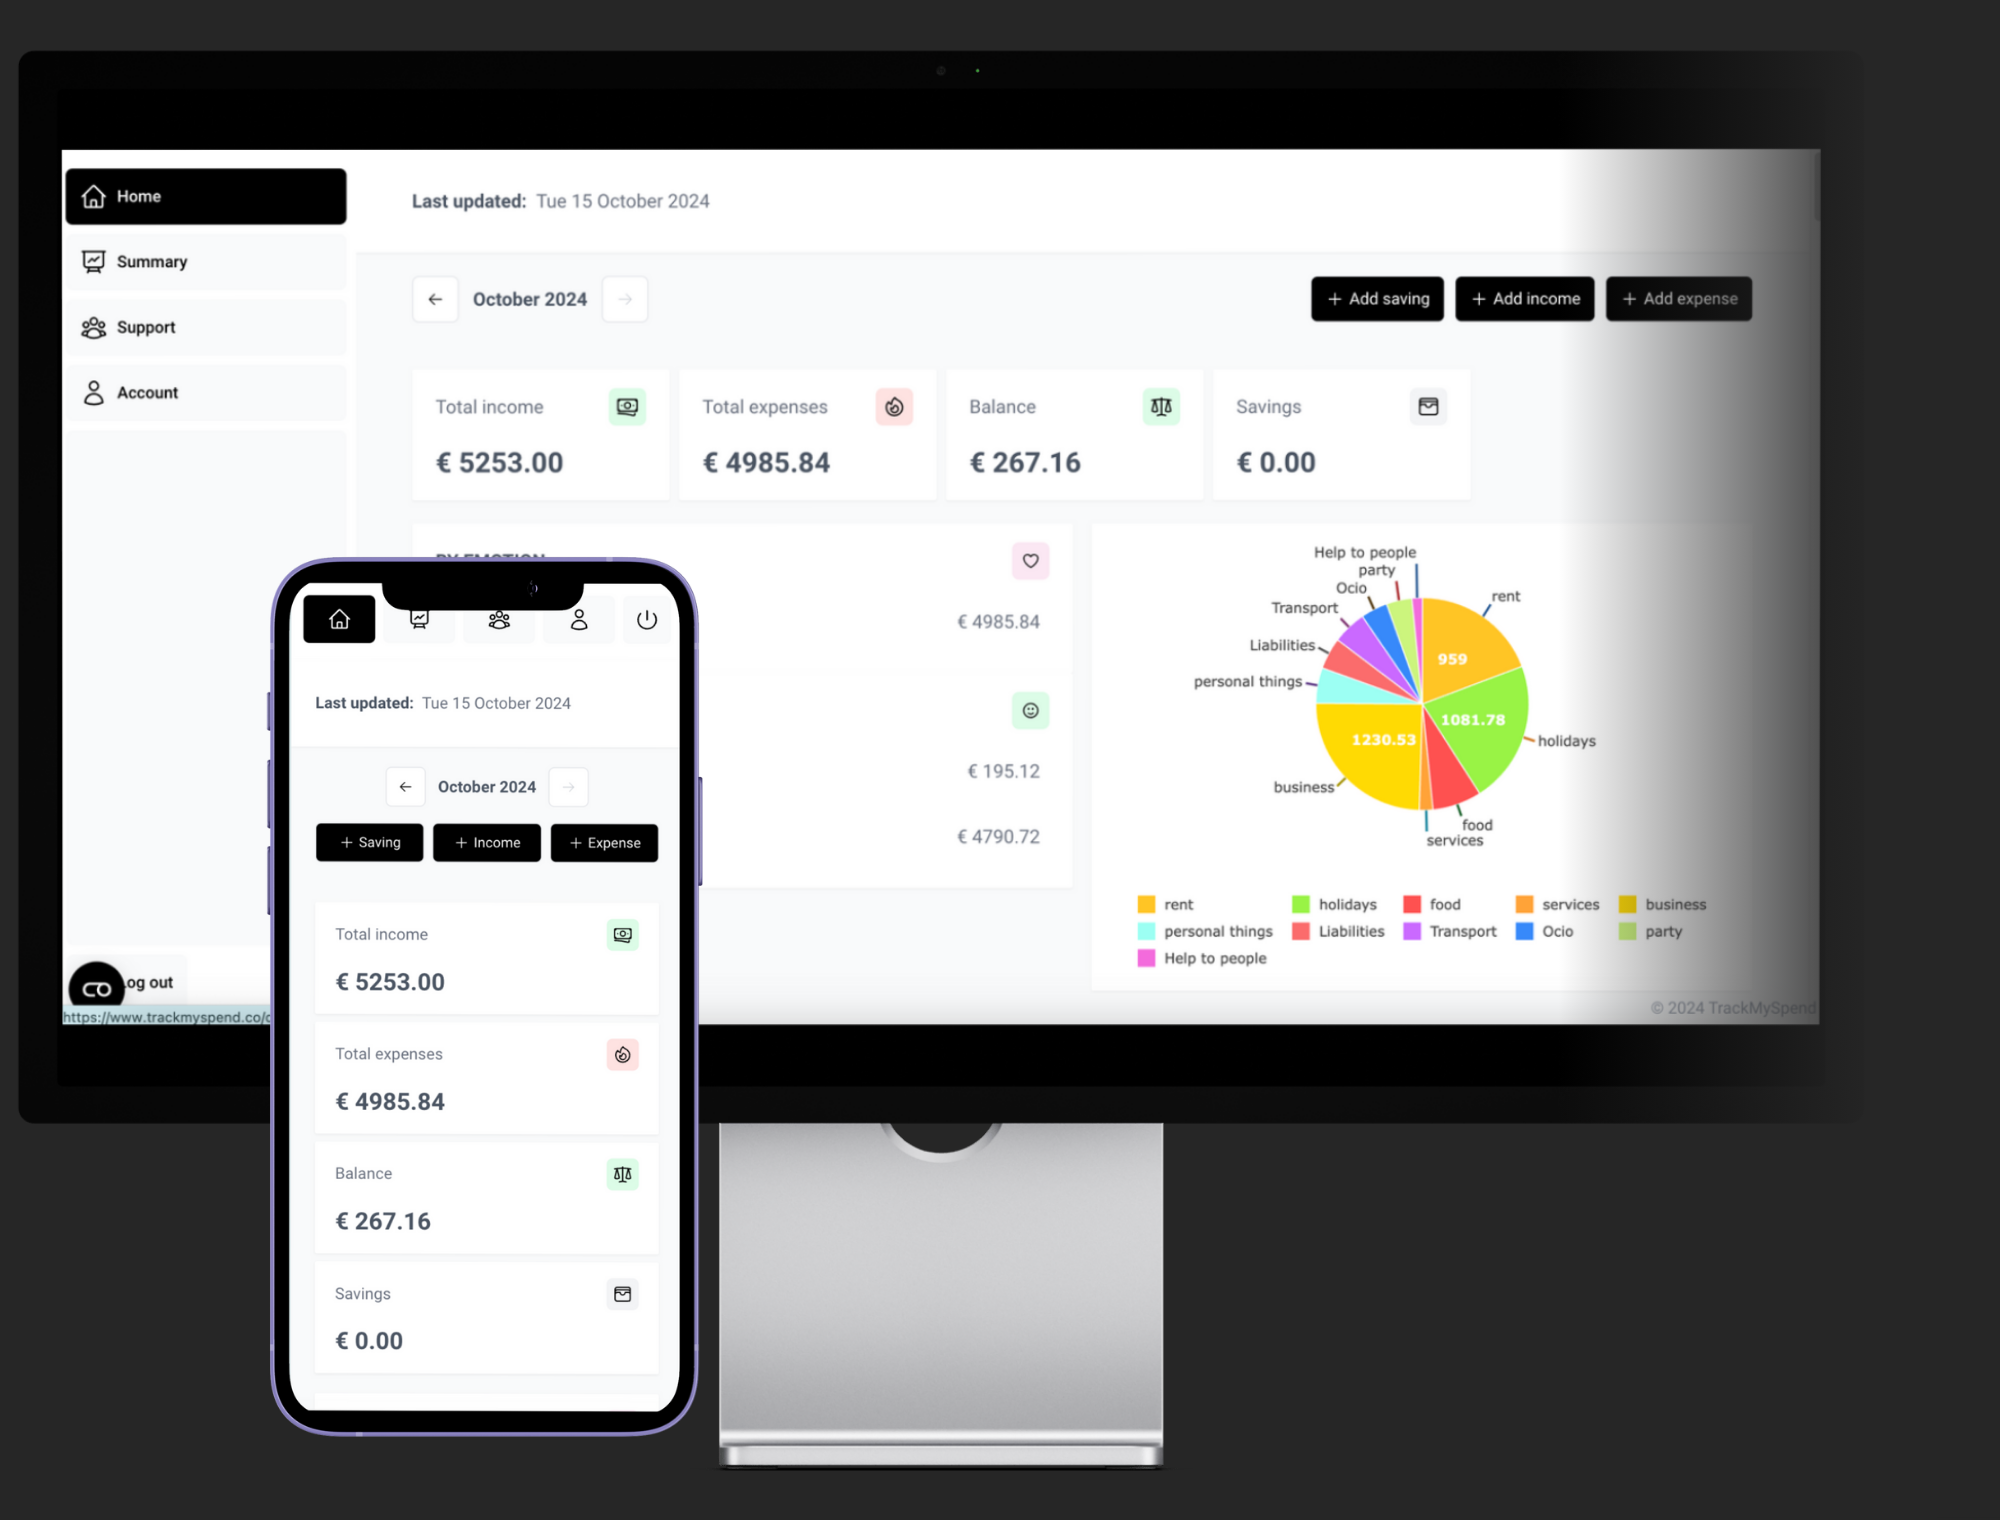 Home
Summary
Support
Account
Last updated: Tue 15 October 2024
October 2024
+ Add saving
+ Add income
+ Add expense
Total income
€ 5253.00
Total expenses
€ 4985.84
Balance
€ 267.16
Savings
€ 0.00
BY EMOTION
€ 4985.84
€ 195.12
€ 4790.72
Help to people
party
Ocio
Transport
Liabilities
personal things
business
rent
holidays
food
services
959
1081.78
1230.53
rent holidays food services business
personal things Liabilities Transport Ocio party
Help to people
© 2024 TrackMySpend
og out
https://www.trackmyspend.co/
Last updated: Tue 15 October 2024
October 2024
+ Saving
+ Income
+ Expense
Total income
€ 5253.00
Total expenses
€ 4985.84
Balance
€ 267.16
Savings
€ 0.00